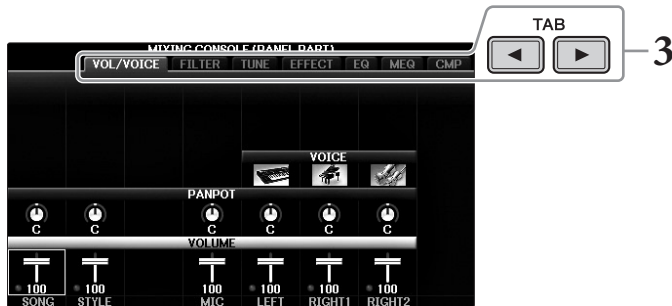 TAB
3
MIXING CONSOLE (PANEL PART)
VOL/VOICE FILTER TUNE EFFECT EQ MEQ CMP
VOICE
PANPOT
C C C C C C
VOLUME
100 100 100 100 100 100
SONG STYLE MIC LEFT RIGHT1 RIGHT2